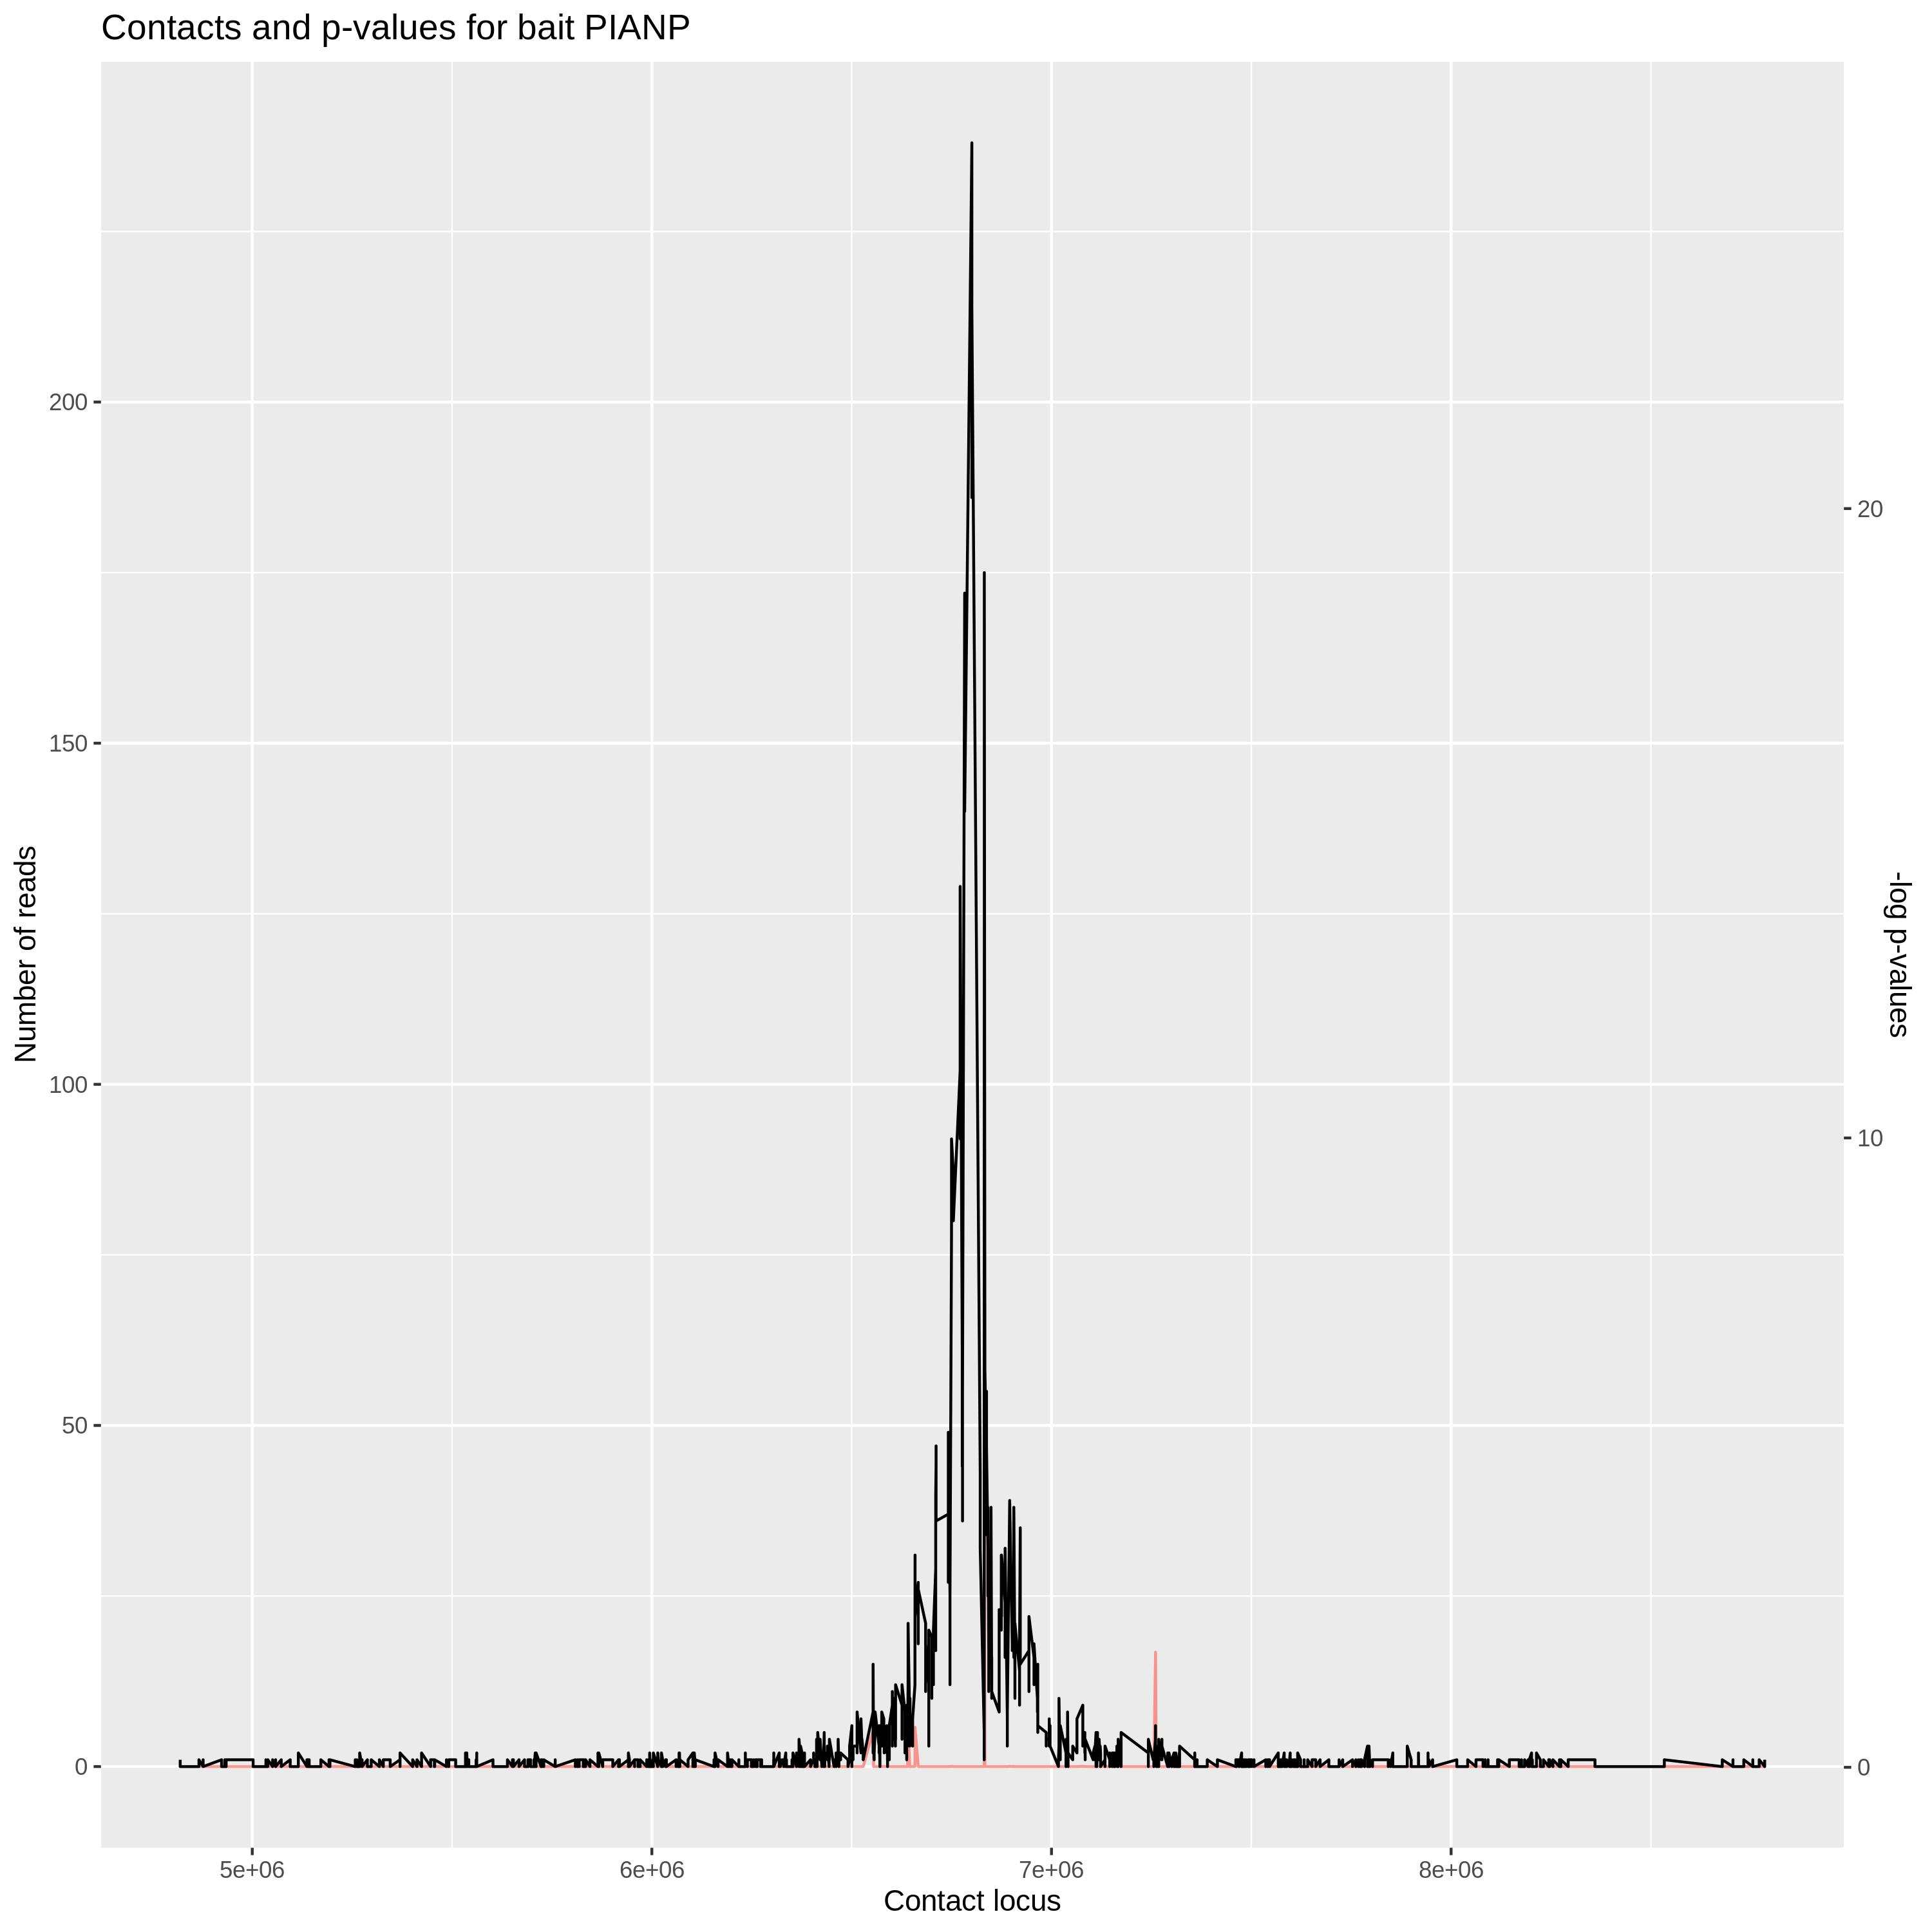 Contacts and p-values for bait PIANP
200
150
100
50
0
20
10
0
Number of reads
-log p-values
5e+06
6e+06
7e+06
8e+06
Contact locus